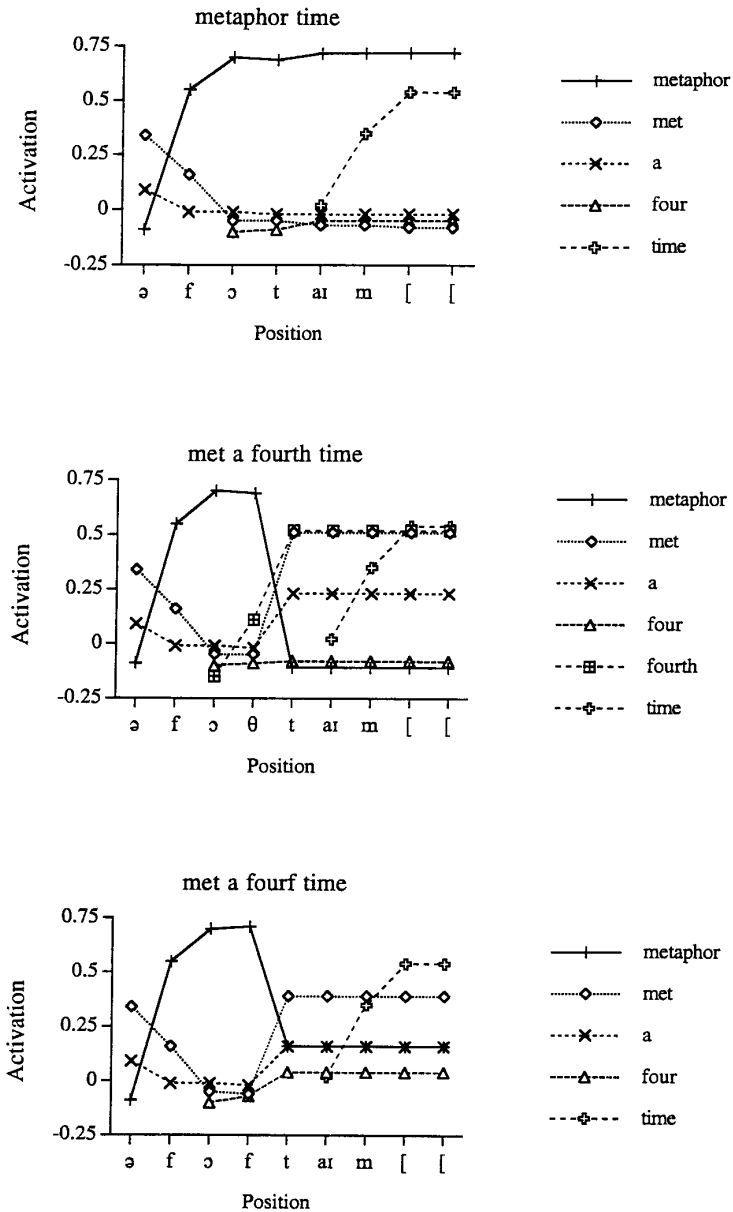 metaphor time
0.75
0.5
0.25
0
-0.25
Activation
ə f ɔ t aɪ m [ [
Position
metaphor
met
a
four
time
met a fourth time
0.75
0.5
0.25
0
-0.25
Activation
ə f ɔ θ t aɪ m [ [
Position
metaphor
met
a
four
fourth
time
met a fourf time
0.75
0.5
0.25
0
-0.25
Activation
ə f ɔ f t aɪ m [ [
Position
metaphor
met
a
four
time